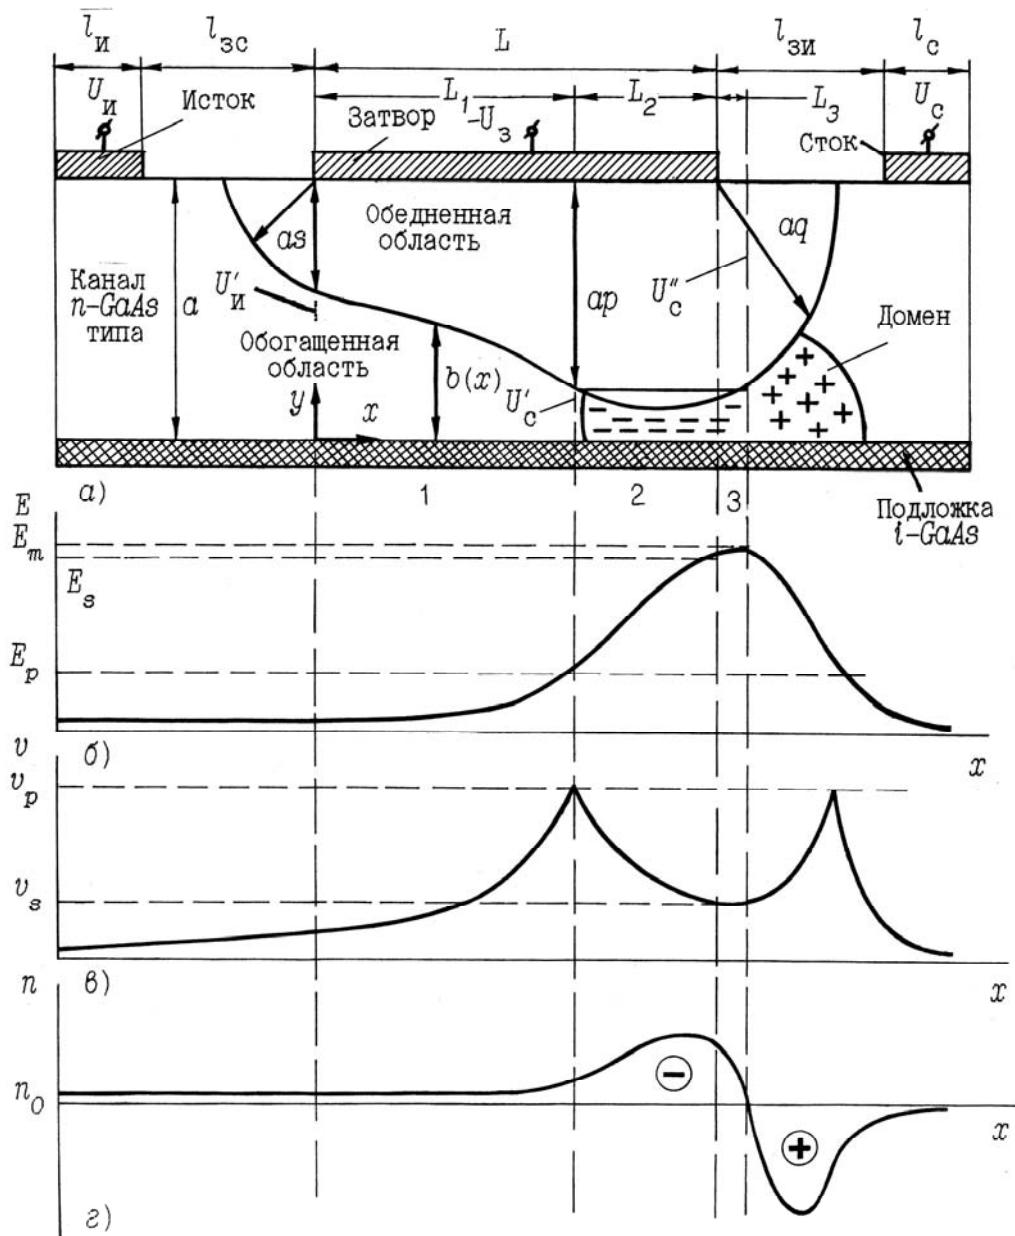 l_И l_ЗС L l_ЗИ l_С
U_И Исток L_1 L_2 L_3 U_С
Затвор -U_З Сток
Обедненная
область
as ap aq
Канал
n-GaAs
типа
a U'_И U''_С
Домен
Обогащенная
область
b(x) U'_С
y x
а) 1 2 3 Подложка
i-GaAs
E
E_m
E_s
E_p
б) x
v
v_p
v_s
в) x
n
n_0
x
г)